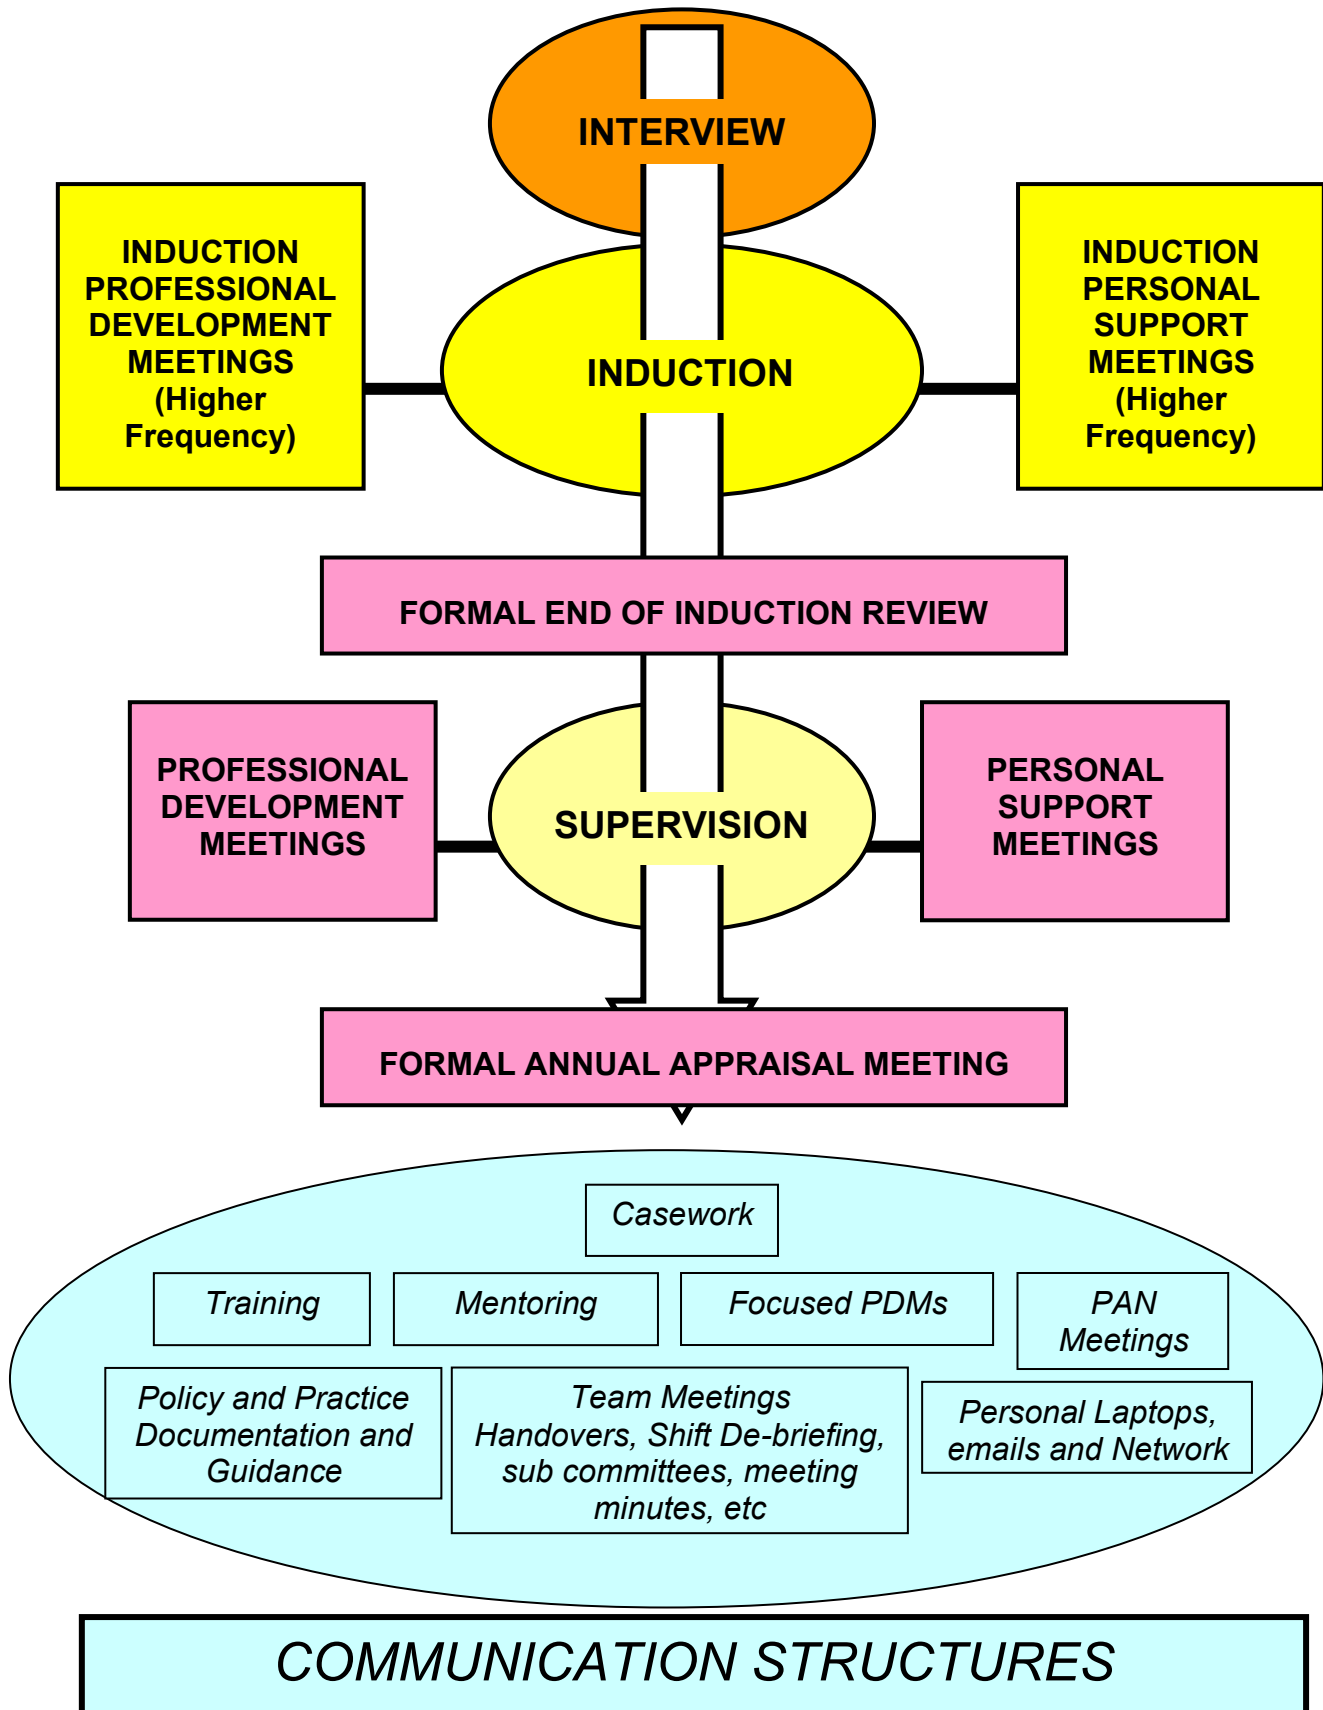 INTERVIEW
INDUCTION
PROFESSIONAL
DEVELOPMENT
MEETINGS
(Higher
Frequency)
INDUCTION
INDUCTION
PERSONAL
SUPPORT
MEETINGS
(Higher
Frequency)
FORMAL END OF INDUCTION REVIEW
PROFESSIONAL
DEVELOPMENT
MEETINGS
SUPERVISION
PERSONAL
SUPPORT
MEETINGS
FORMAL ANNUAL APPRAISAL MEETING
Casework
Training
Mentoring
Focused PDMs
PAN
Meetings
Policy and Practice
Documentation and
Guidance
Team Meetings
Handovers, Shift De-briefing,
sub committees, meeting
minutes, etc
Personal Laptops,
emails and Network
COMMUNICATION STRUCTURES